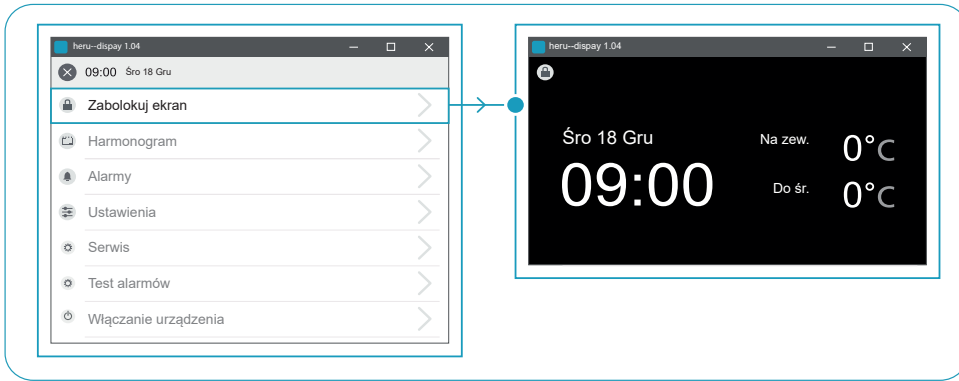 heru--dispay 1.04
09:00 Śro 18 Gru
Zabolokuj ekran
Harmonogram
Alarmy
Ustawienia
Serwis
Test alarmów
Włączanie urządzenia
heru--dispay 1.04
Śro 18 Gru
09:00
Na zew. 0°C
Do śr. 0°C